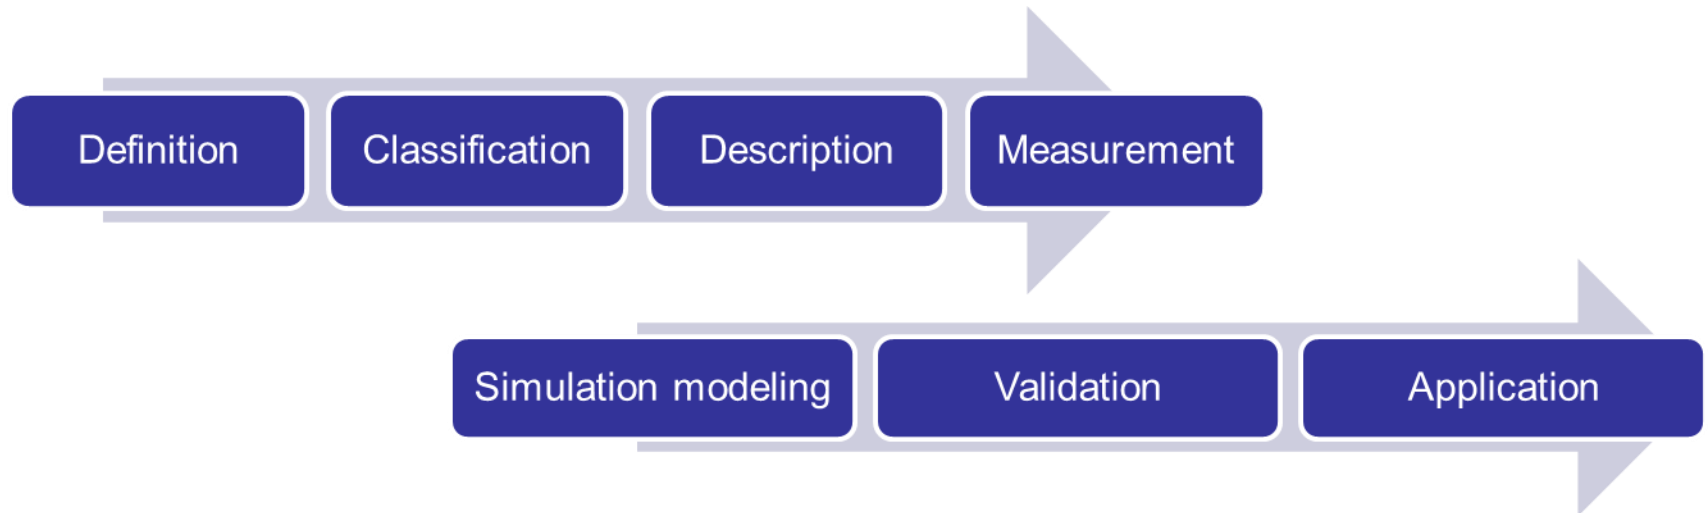 Definition
Classification
Description
Measurement
Simulation modeling
Validation
Application